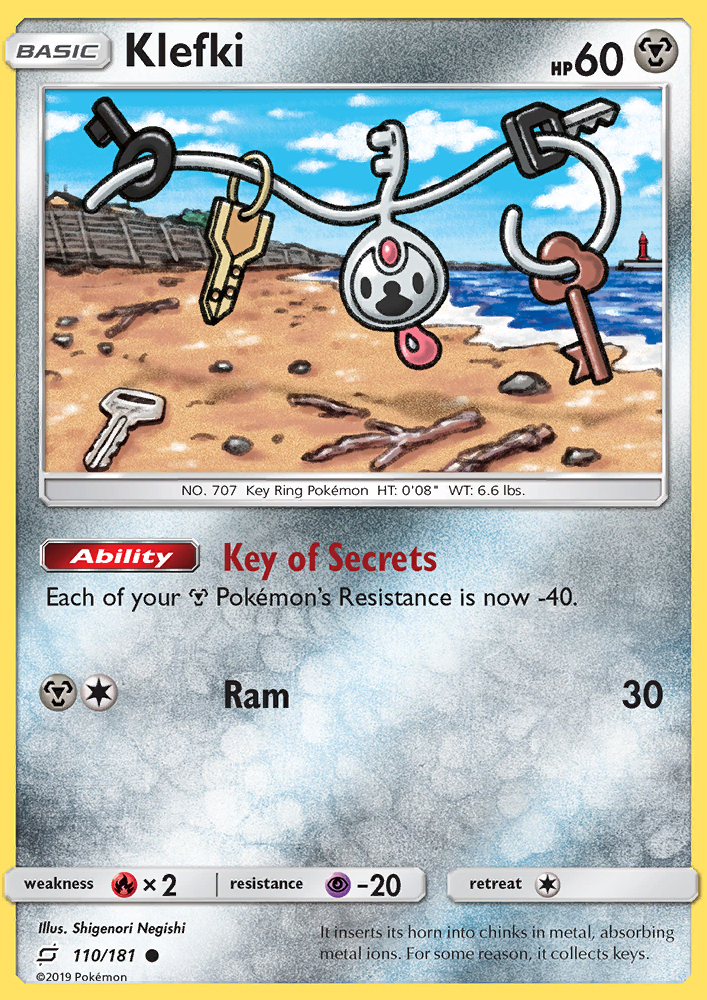 BASIC Klefki HP60
NO. 707 Key Ring Pokémon HT: 0'08" WT: 6.6 lbs.
Ability Key of Secrets
Each of your Pokémon's Resistance is now -40.
Ram 30
weakness ×2 resistance -20 retreat
Illus. Shigenori Negishi
110/181
©2019 Pokémon
It inserts its horn into chinks in metal, absorbing
metal ions. For some reason, it collects keys.